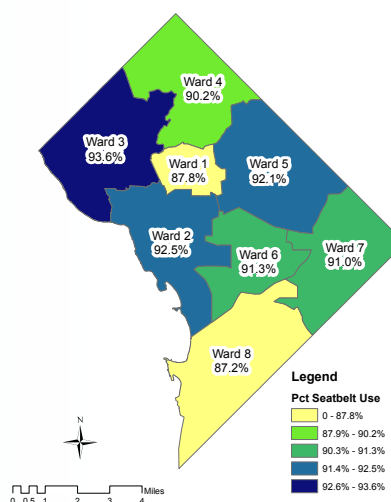 Ward 4
90.2%
Ward 3
93.6%
Ward 1
87.8%
Ward 5
92.1%
Ward 2
92.5%
Ward 6
91.3%
Ward 7
91.0%
Ward 8
87.2%
Legend
Pct Seatbelt Use
0 - 87.8%
87.9% - 90.2%
90.3% - 91.3%
91.4% - 92.5%
92.6% - 93.6%
N
Miles
0 0.5 1 2 3 4